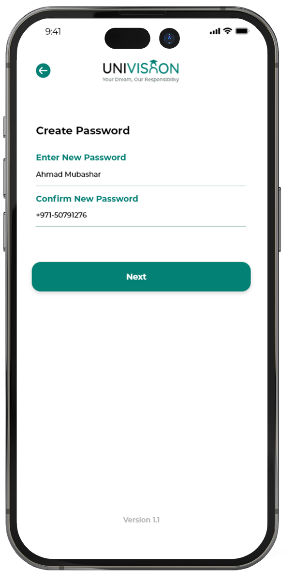 9:41
UNIVISION
Your Dream, Our Responsibility
Create Password
Enter New Password
Ahmad Mubashar
Confirm New Password
+971-50791276
Next
Version 1.1